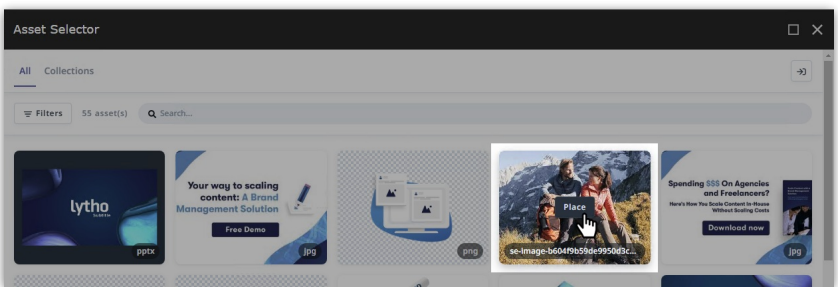 Asset Selector
All Collections
Filters 55 asset(s) Search...
lytho
pptx
Your way to scaling
content: A Brand
Management Solution
Free Demo
jpg
png
Place
se-image-b604f9b59de9950d3c...
Spending $$$ On Agencies
and Freelancers?
Here's How You Scale Content In-House
Without Scaling Costs
Download now
jpg